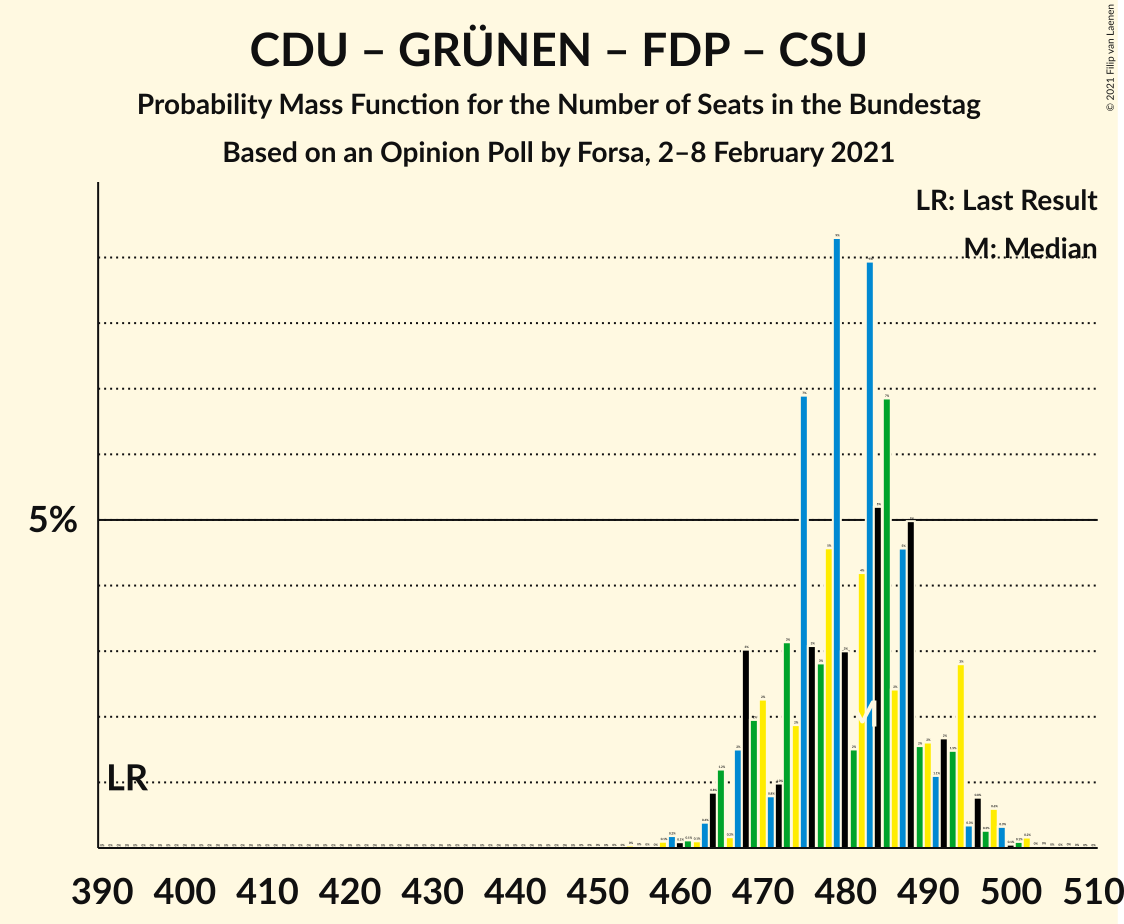 CDU – GRÜNEN – FDP – CSU
Probability Mass Function for the Number of Seats in the Bundestag
Based on an Opinion Poll by Forsa, 2–8 February 2021
© 2021 Filip van Laenen
LR: Last Result
M: Median
5%
M
LR
390 400 410 420 430 440 450 460 470 480 490 500 510